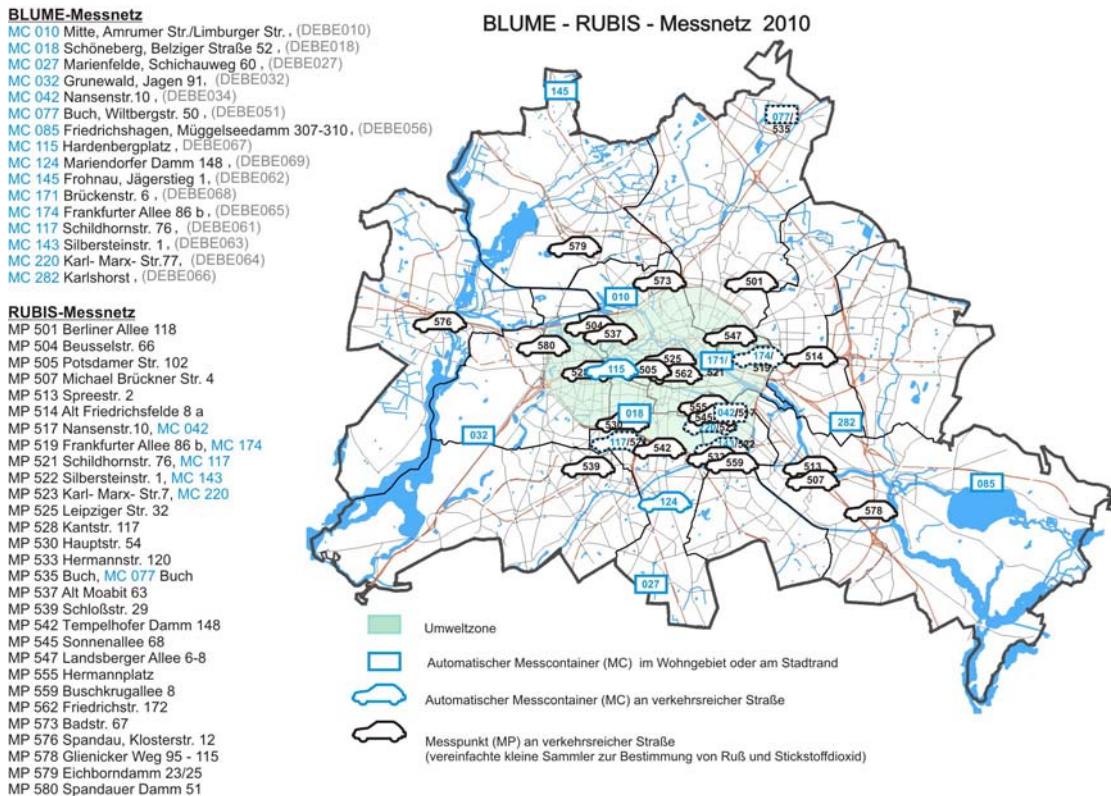 BLUME-Messnetz
MC 010 Mitte, Amrumer Str./Limburger Str. , (DEBE010)
MC 018 Schöneberg, Belziger Straße 52 , (DEBE018)
MC 027 Marienfelde, Schichauweg 60 , (DEBE027)
MC 032 Grunewald, Jagen 91, (DEBE032)
MC 042 Nansenstr.10 , (DEBE034)
MC 077 Buch, Wiltbergstr. 50 , (DEBE051)
MC 085 Friedrichshagen, Müggelseedamm 307-310 , (DEBE056)
MC 115 Hardenbergplatz , (DEBE067)
MC 124 Mariendorfer Damm 148 , (DEBE069)
MC 145 Frohnau, Jägerstieg 1, (DEBE062)
MC 171 Brückenstr. 6 , (DEBE068)
MC 174 Frankfurter Allee 86 b , (DEBE065)
MC 117 Schildhornstr. 76, (DEBE061)
MC 143 Silbersteinstr. 1, (DEBE063)
MC 220 Karl- Marx- Str.77, (DEBE064)
MC 282 Karlshorst , (DEBE066)
RUBIS-Messnetz
MP 501 Berliner Allee 118
MP 504 Beusselstr. 66
MP 505 Potsdamer Str. 102
MP 507 Michael Brückner Str. 4
MP 513 Spreestr. 2
MP 514 Alt Friedrichsfelde 8 a
MP 517 Nansenstr.10, MC 042
MP 519 Frankfurter Allee 86 b, MC 174
MP 521 Schildhornstr. 76, MC 117
MP 522 Silbersteinstr. 1, MC 143
MP 523 Karl- Marx- Str.7, MC 220
MP 525 Leipziger Str. 32
MP 528 Kantstr. 117
MP 530 Hauptstr. 54
MP 533 Hermannstr. 120
MP 535 Buch, MC 077 Buch
MP 537 Alt Moabit 63
MP 539 Schloßstr. 29
MP 542 Tempelhofer Damm 148
MP 545 Sonnenallee 68
MP 547 Landsberger Allee 6-8
MP 555 Hermannplatz
MP 559 Buschkrugallee 8
MP 562 Friedrichstr. 172
MP 573 Badstr. 67
MP 576 Spandau, Klosterstr. 12
MP 578 Glienicker Weg 95 - 115
MP 579 Eichborndamm 23/25
MP 580 Spandauer Damm 51
BLUME - RUBIS - Messnetz 2010
145
077/
535
579
573
501
010
576
504
537
547
580
525
171/
174/
514
115
505
562
521
519
555
018
545
042/
282
032
117/
542
559
539
513
507
085
124
578
027
Umweltzone
Automatischer Messcontainer (MC) im Wohngebiet oder am Stadtrand
Automatischer Messcontainer (MC) an verkehrsreicher Straße
Messpunkt (MP) an verkehrsreicher Straße
(vereinfachte kleine Sammler zur Bestimmung von Ruß und Stickstoffdioxid)